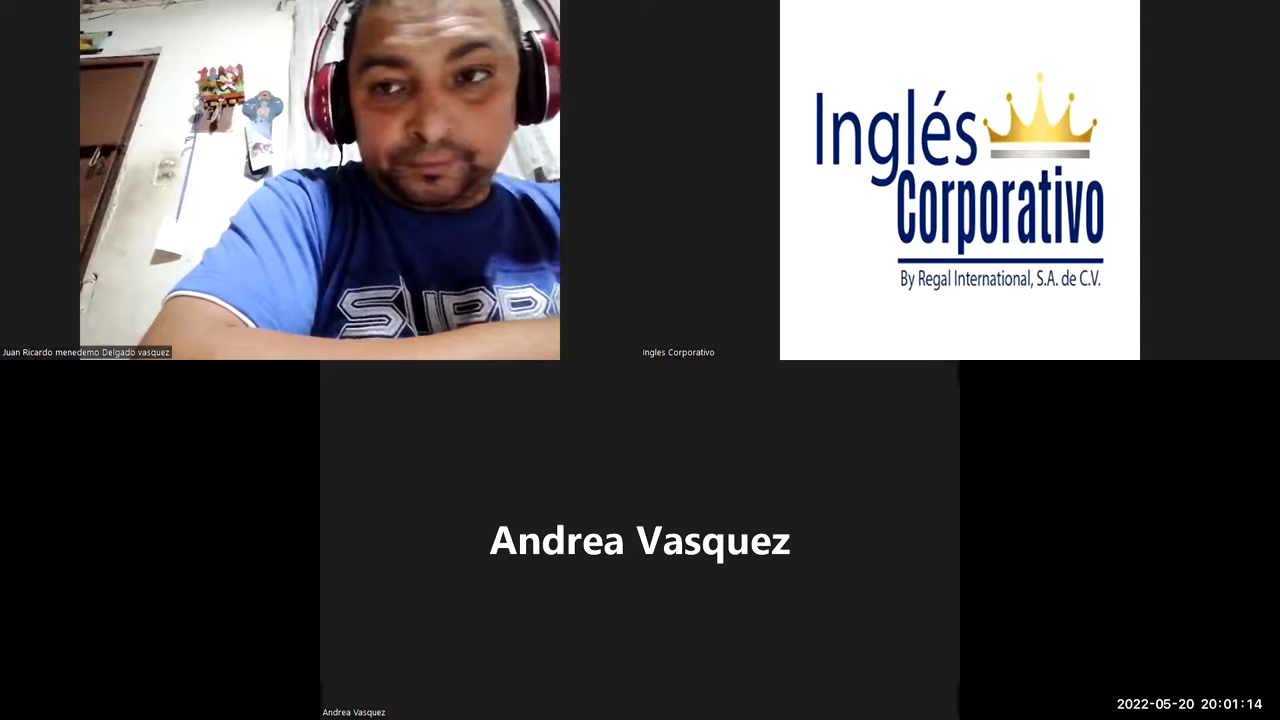 SUPR
Inglés
Corporativo
By Regal International, S.A. de C.V.
Juan Ricardo menedemo Delgado vasquez
Ingles Corporativo
Andrea Vasquez
Andrea Vasquez
2022-05-20 20:01:14